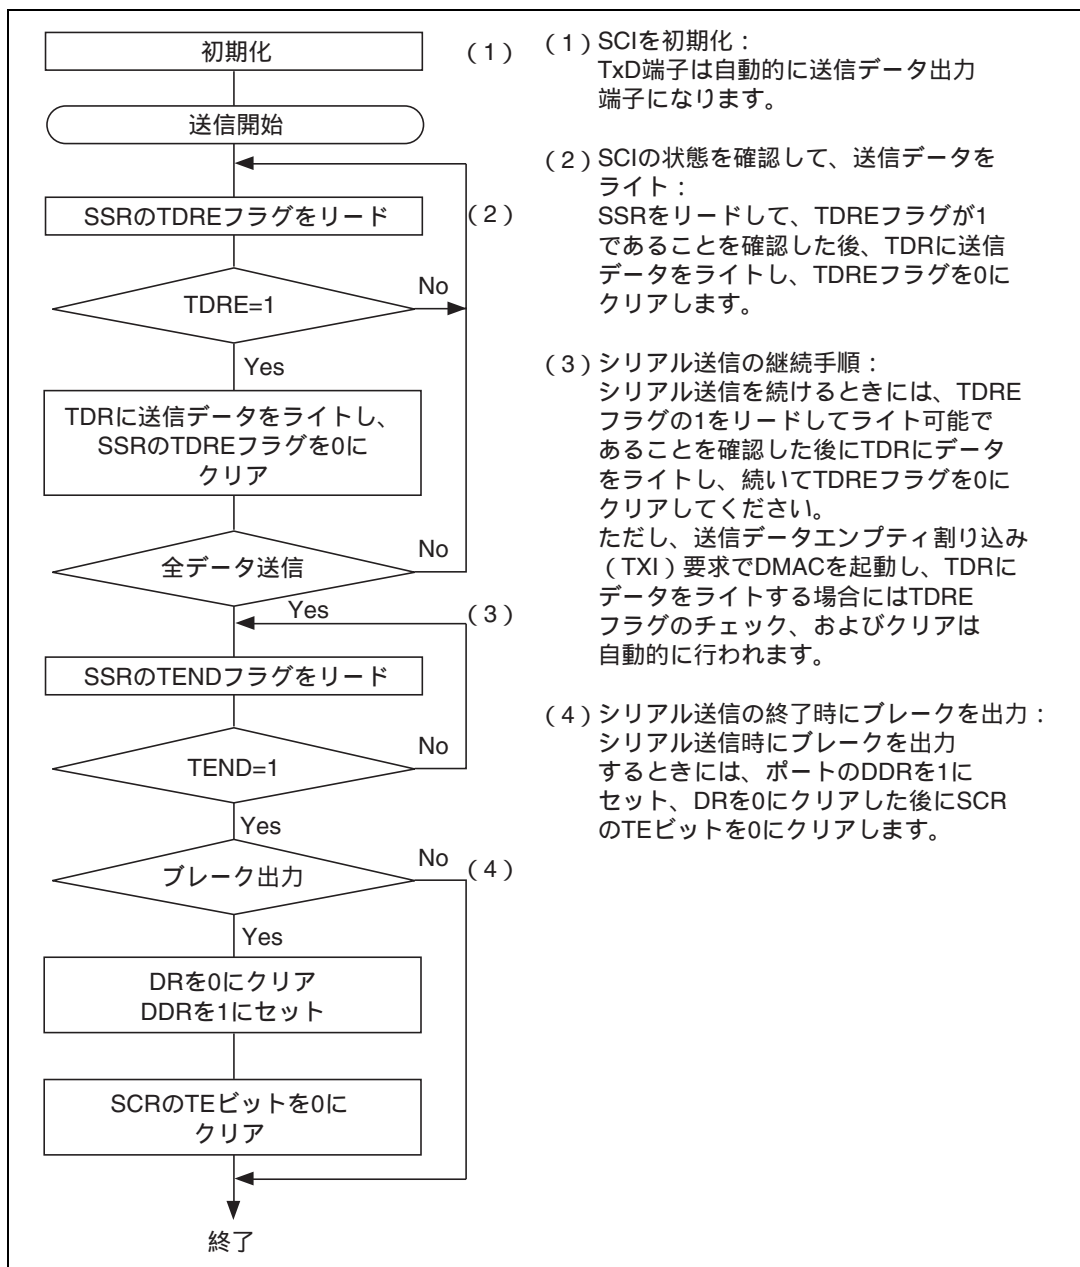 初期化
(1)
送信開始
SSRのTDREフラグをリード
(2)
TDRE=1
No
Yes
TDRに送信データをライトし、
SSRのTDREフラグを0に
クリア
全データ送信
No
Yes
(3)
SSRのTENDフラグをリード
TEND=1
No
Yes
ブレーク出力
No
(4)
Yes
DRを0にクリア
DDRを1にセット
SCRのTEビットを0に
クリア
終了
(1)SCIを初期化:
TxD端子は自動的に送信データ出力
端子になります。
(2)SCIの状態を確認して、送信データを
ライト:
SSRをリードして、TDREフラグが1
であることを確認した後、TDRに送信
データをライトし、TDREフラグを0に
クリアします。
(3)シリアル送信の継続手順:
シリアル送信を続けるときには、TDRE
フラグの1をリードしてライト可能で
あることを確認した後にTDRにデータ
をライトし、続いてTDREフラグを0に
クリアしてください。
ただし、送信データエンプティ割り込み
(TXI)要求でDMACを起動し、TDRに
データをライトする場合にはTDRE
フラグのチェック、およびクリアは
自動的に行われます。
(4)シリアル送信の終了時にブレークを出力:
シリアル送信時にブレークを出力
するときには、ポートのDDRを1に
セット、DRを0にクリアした後にSCR
のTEビットを0にクリアします。